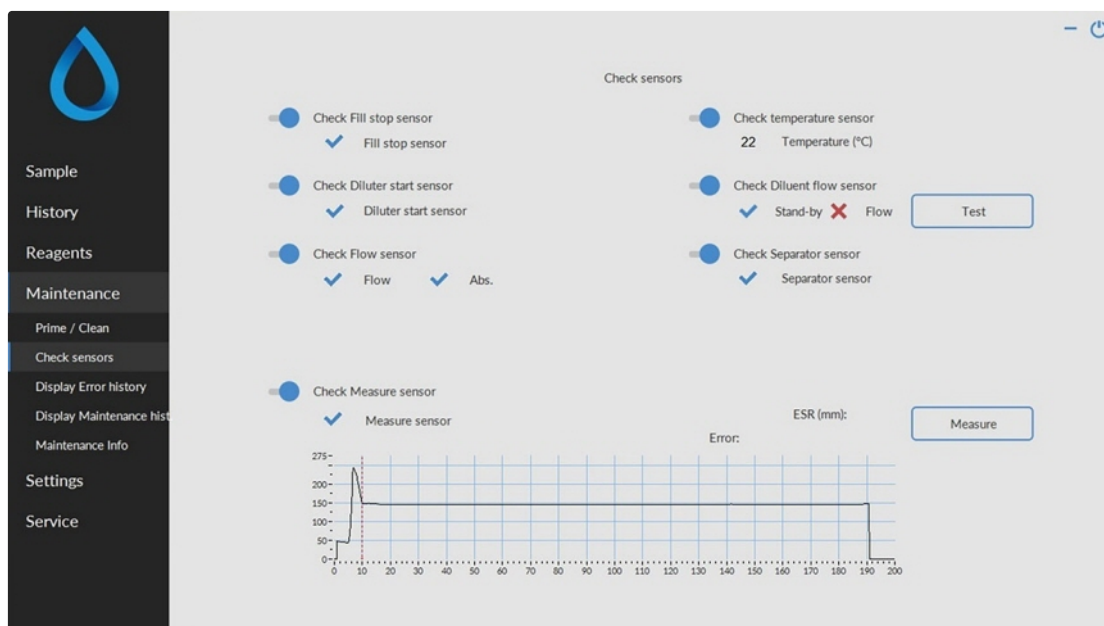 Check sensors
Sample
History
Reagents
Maintenance
Prime / Clean
Check sensors
Display Error history
Display Maintenance hist
Maintenance Info
Settings
Service
Check Fill stop sensor
Fill stop sensor
Check Diluter start sensor
Diluter start sensor
Check Flow sensor
Flow Abs.
Check temperature sensor
22 Temperature (°C)
Check Diluent flow sensor
Stand-by Flow Test
Check Separator sensor
Separator sensor
Check Measure sensor
Measure sensor
ESR (mm):
Error:
Measure
275
200
150
100
50
0
0 10 20 30 40 50 60 70 80 90 100 110 120 130 140 150 160 170 180 190 200